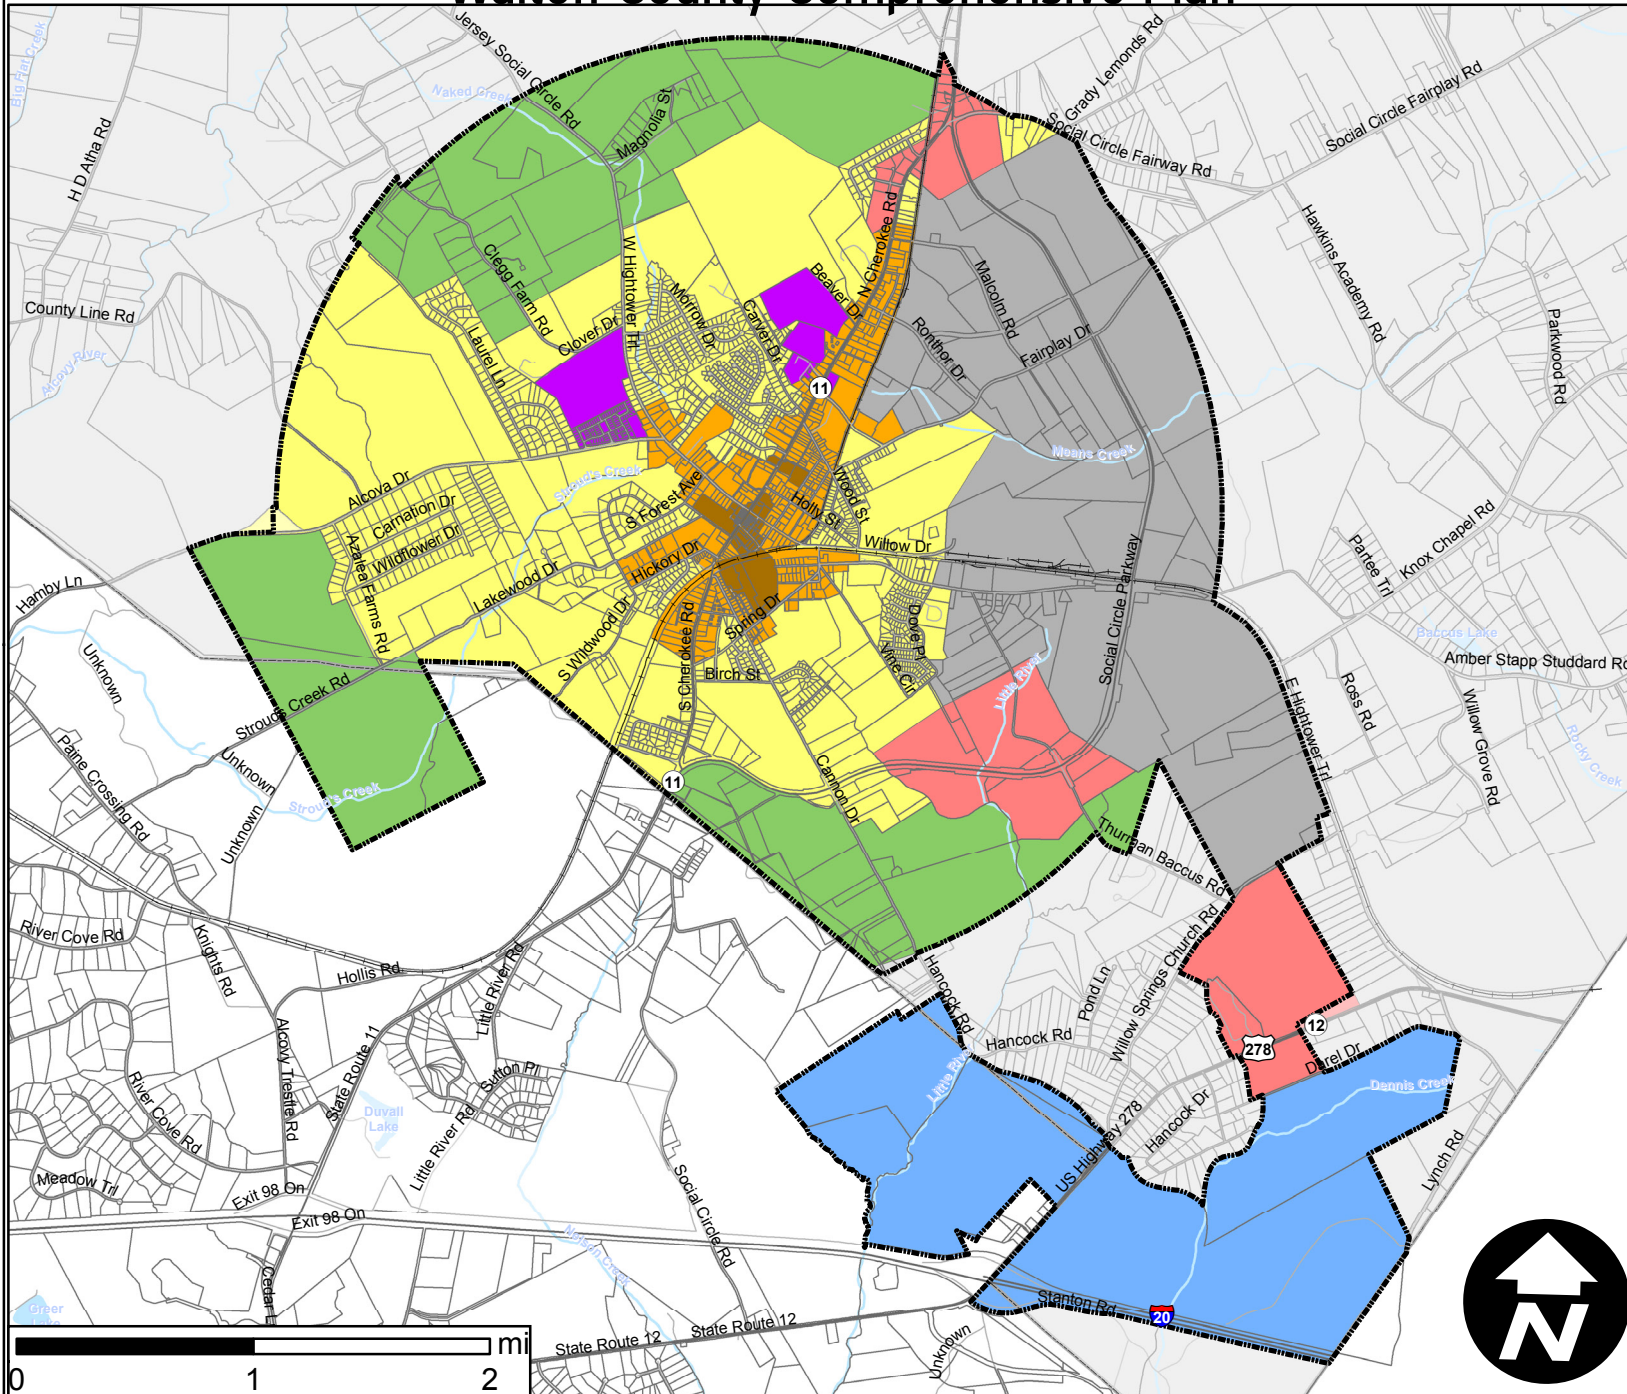 Walton County Comprehensive Plan
Jersey Social Circle Rd
Grady Lemonds Rd
Big Flat Creek
Naked Creek
Magnolia St
Social Circle Fairplay Rd
Social Circle Fairway Rd
H D Atha Rd
N Cherokee Rd
Hawkins Academy Rd
W Hightower Trl
Clegg Farm Rd
Beaver Dr
Malcolm Rd
County Line Rd
Morrow Dr
Carver Dr
Ronthor Dr
Fairplay Dr
Parkwood Rd
Clover Dr
Laurel Ln
Alcovy River
11
Means Creek
Stroud's Creek
Alcova Dr
Carnation Dr
Wildflower Dr
S Forest Ave
Holly St
Wood St
Willow Dr
Hickory Dr
Azalea Farms Rd
Lakewood Dr
Knox Chapel Rd
Partee Trl
Hamby Ln
Social Circle Parkway
Spring Dr
S Wildwood Dr
S Cherokee Rd
Dove Pl
Vine Cir
Birch St
Baccus Lake
Amber Stapp Studdard Rd
Unknown
Strouds Creek Rd
Little River
E Hightower Trl
Ross Rd
Willow Grove Rd
Rocky Creek
Paine Crossing Rd
Unknown
Stroud's Creek
Unknown
11
Cannon Dr
Thurman Baccus Rd
River Cove Rd
Knights Rd
Hollis Rd
Little River Rd
Hancock Rd
Pond Ln
Willow Springs Church Rd
Hancock Rd
12
278
Darel Dr
Dennis Creek
Alcovy Trestle Rd
State Route 11
Sutton Pl
Little River
River Cove Rd
Duvall
Lake
Little River Rd
US Highway 278
Hancock Dr
Lynch Rd
Meadow Trl
Exit 98 On
Exit 98 On
Social Circle Rd
Nelson Creek
Cedar
Stanton Rd
20
Greer
State Route 12
State Route 12
Unknown
mi
0 1 2
N